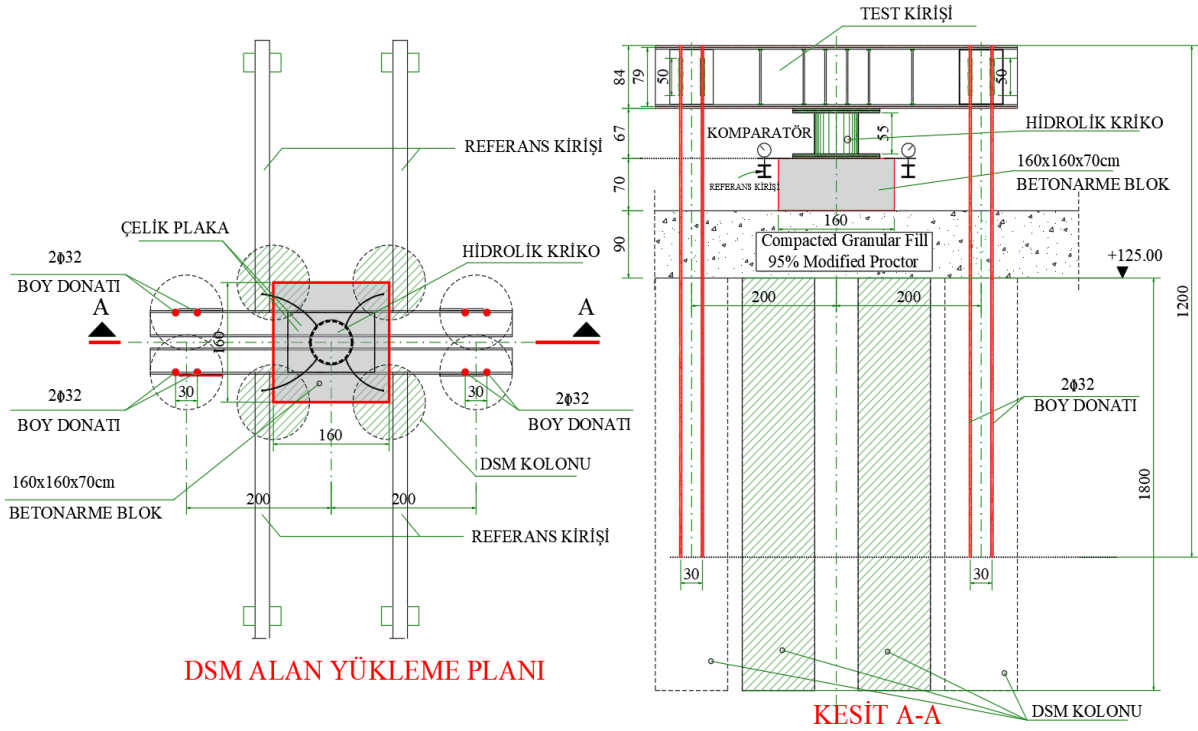 REFERANS KİRİŞİ
ÇELİK PLAKA
HİDROLİK KRİKO
2ϕ32
BOY DONATI
A
A
160
30
30
2ϕ32
BOY DONATI
2ϕ32
BOY DONATI
160
DSM KOLONU
160x160x70cm
BETONARME BLOK
200
200
REFERANS KİRİŞİ
DSM ALAN YÜKLEME PLANI
TEST KİRİŞİ
84
79
50
50
67
KOMPARATÖR
55
HİDROLİK KRİKO
REFERANS KİRİŞİ
160x160x70cm
BETONARME BLOK
70
160
90
Compacted Granular Fill
95% Modified Proctor
+125.00
200
200
1200
2ϕ32
BOY DONATI
1800
30
30
DSM KOLONU
KESİT A-A